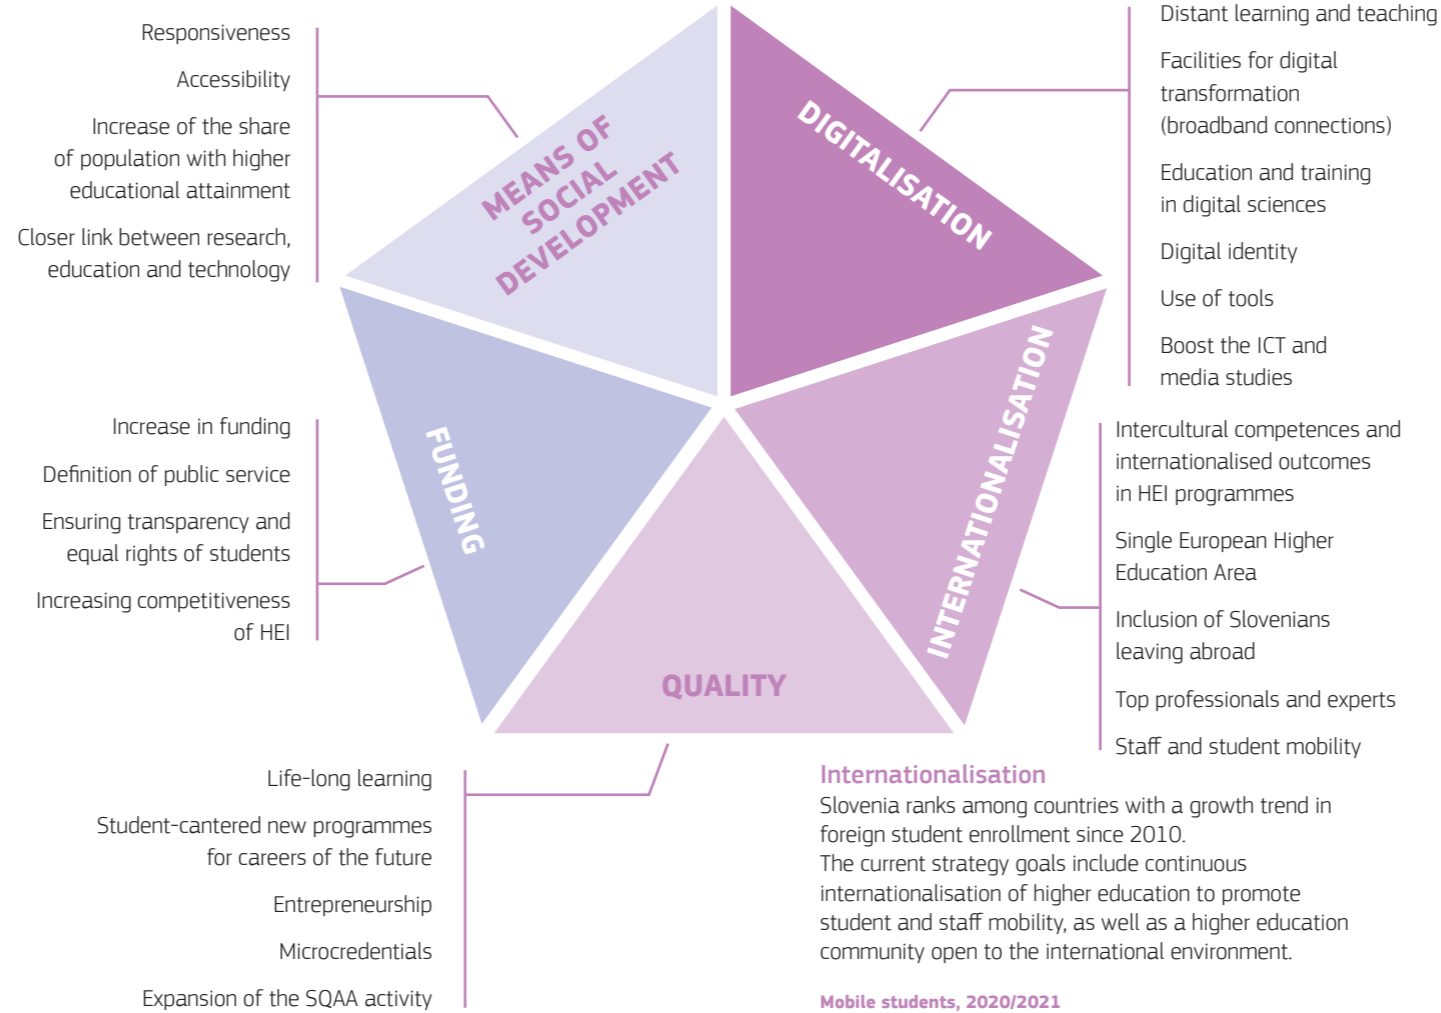 Responsiveness
Accessibility
Increase of the share
of population with higher
educational attainment
Closer link between research,
education and technology
MEANS OF
SOCIAL
DEVELOPMENT
DIGITALISATION
Distant learning and teaching
Facilities for digital
transformation
(broadband connections)
Education and training
in digital sciences
Digital identity
Use of tools
Boost the ICT and
media studies
Increase in funding
Definition of public service
Ensuring transparency and
equal rights of students
Increasing competitiveness
of HEI
FUNDING
INTERNATIONALISATION
Intercultural competences and
internationalised outcomes
in HEI programmes
Single European Higher
Education Area
Inclusion of Slovenians
leaving abroad
Top professionals and experts
Staff and student mobility
QUALITY
Life-long learning
Student-cantered new programmes
for careers of the future
Entrepreneurship
Microcredentials
Expansion of the SQAA activity
Internationalisation
Slovenia ranks among countries with a growth trend in
foreign student enrollment since 2010.
The current strategy goals include continuous
internationalisation of higher education to promote
student and staff mobility, as well as a higher education
community open to the international environment.
Mobile students, 2020/2021